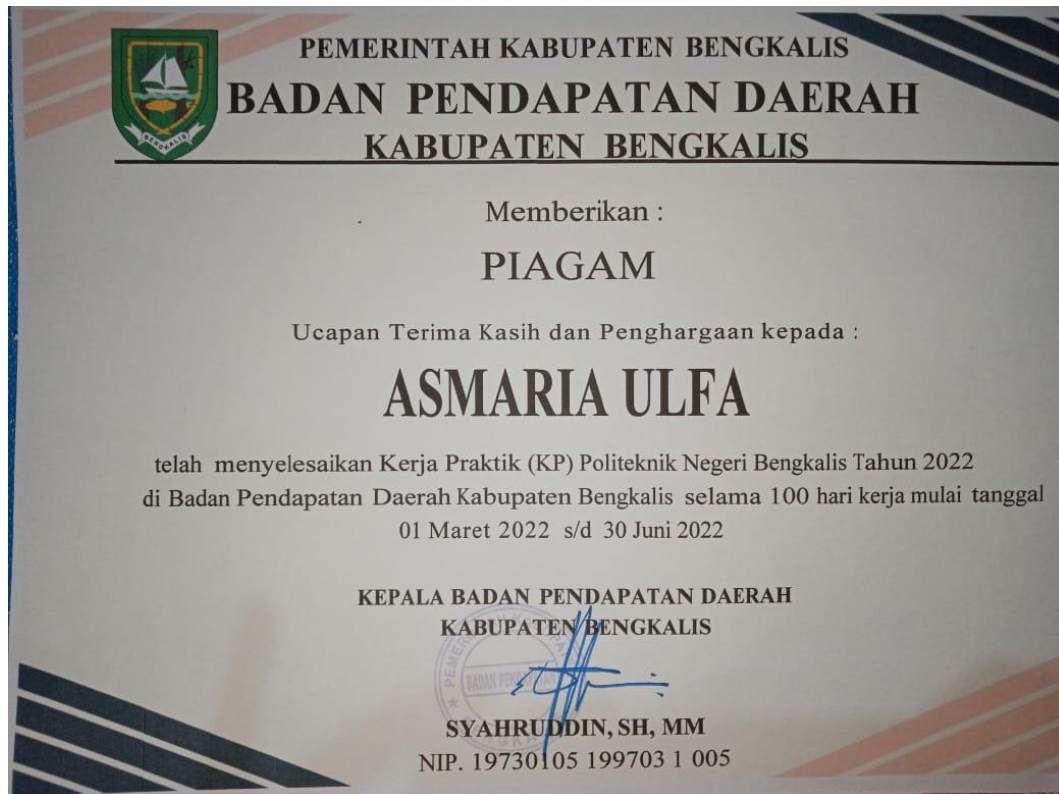 PEMERINTAH KABUPATEN BENGKALIS
BADAN PENDAPATAN DAERAH
KABUPATEN BENGKALIS
BENGKALIS
Memberikan :
PIAGAM
Ucapan Terima Kasih dan Penghargaan kepada :
ASMARIA ULFA
telah menyelesaikan Kerja Praktik (KP) Politeknik Negeri Bengkalis Tahun 2022
di Badan Pendapatan Daerah Kabupaten Bengkalis selama 100 hari kerja mulai tanggal
01 Maret 2022 s/d 30 Juni 2022
KEPALA BADAN PENDAPATAN DAERAH
KABUPATEN BENGKALIS
BADAN
SYAHRUDDIN, SH, MM
NIP. 19730105 199703 1 005